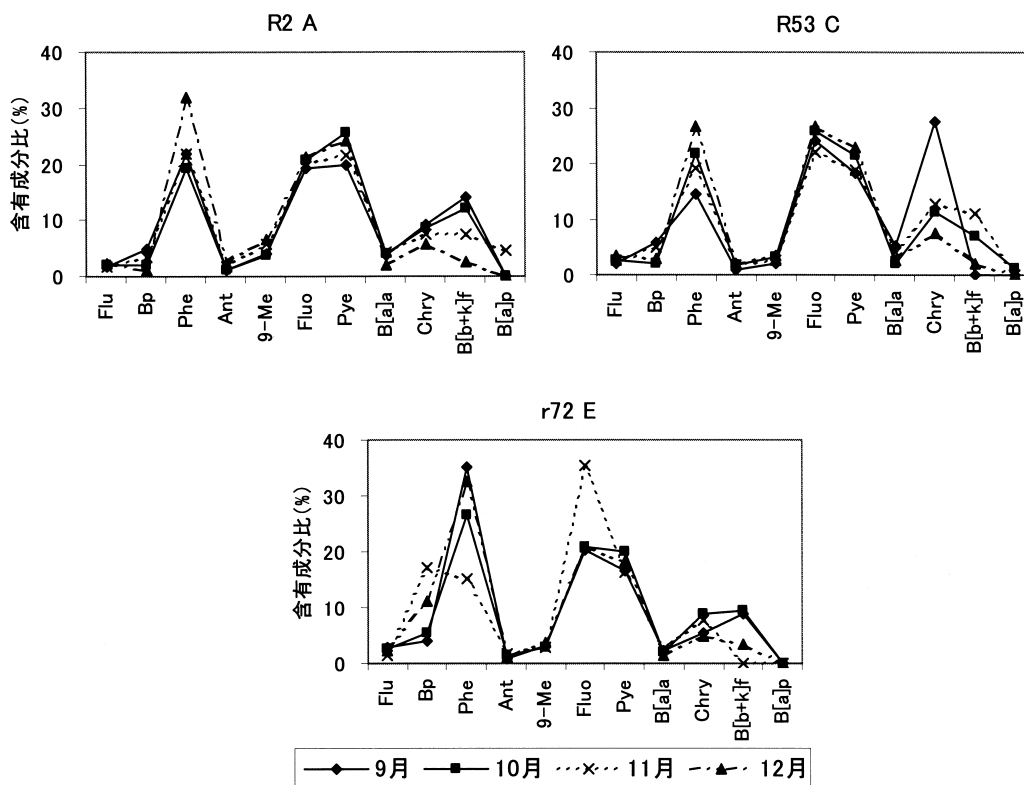 R2 A
含有成分比(%)
40
30
20
10
0
Flu
Bp
Phe
Ant
9-Me
Fluo
Pye
B[a]a
Chry
B[b+k]f
B[a]p
R53 C
40
30
20
10
0
Flu
Bp
Phe
Ant
9-Me
Fluo
Pye
B[a]a
Chry
B[b+k]f
B[a]p
r72 E
含有成分比(%)
40
30
20
10
0
Flu
Bp
Phe
Ant
9-Me
Fluo
Pye
B[a]a
Chry
B[b+k]f
B[a]p
9月 10月 11月 12月